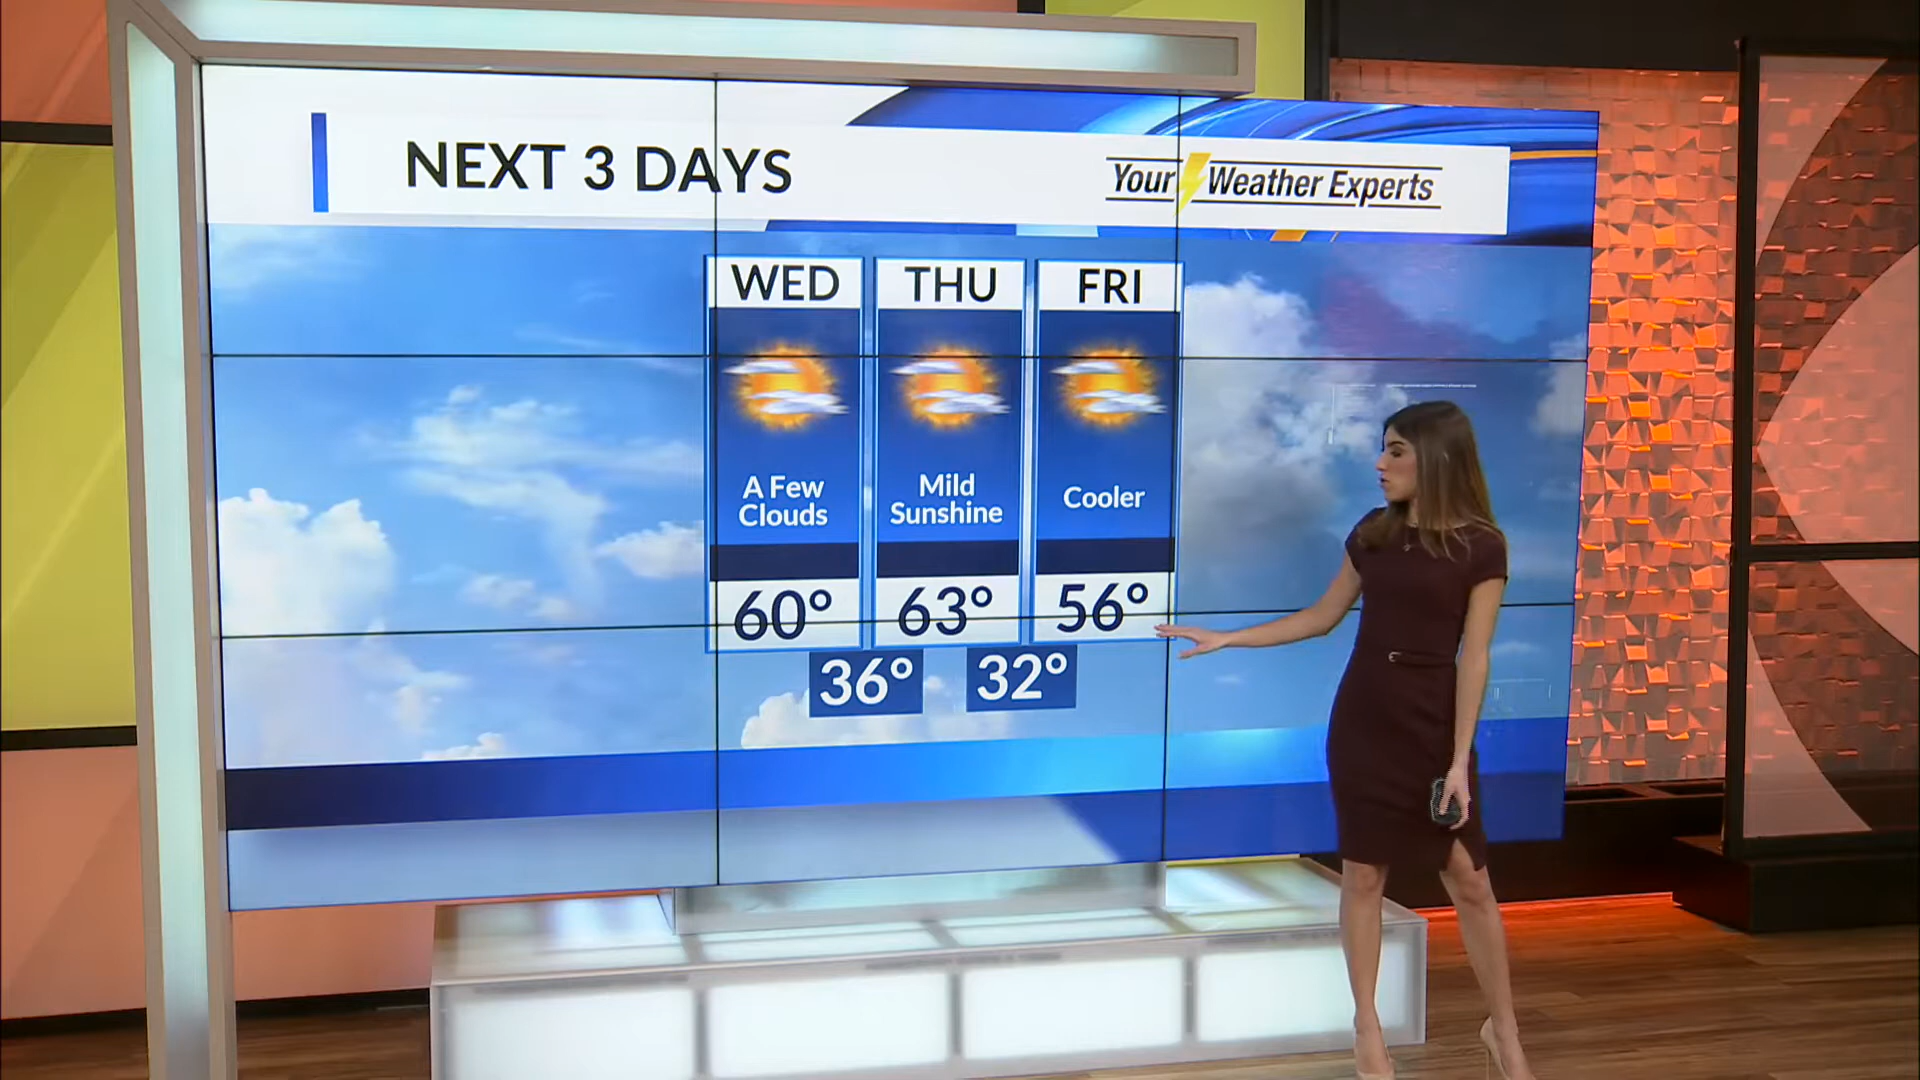 NEXT 3 DAYS
Your Weather Experts
WED
THU
FRI
A Few
Clouds
Mild
Sunshine
Cooler
60°
63°
56°
36°
32°